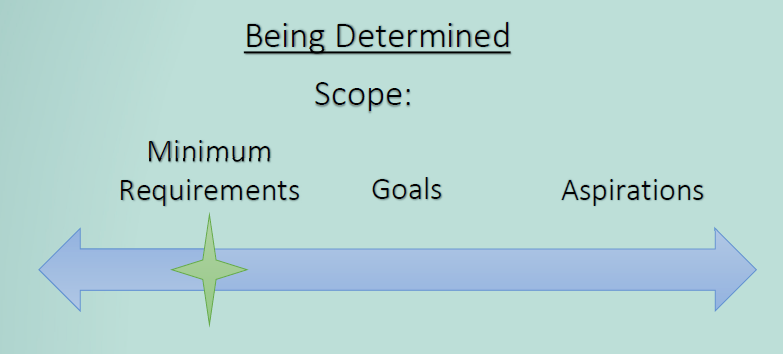 Being Determined
Scope:
Minimum
Requirements Goals Aspirations